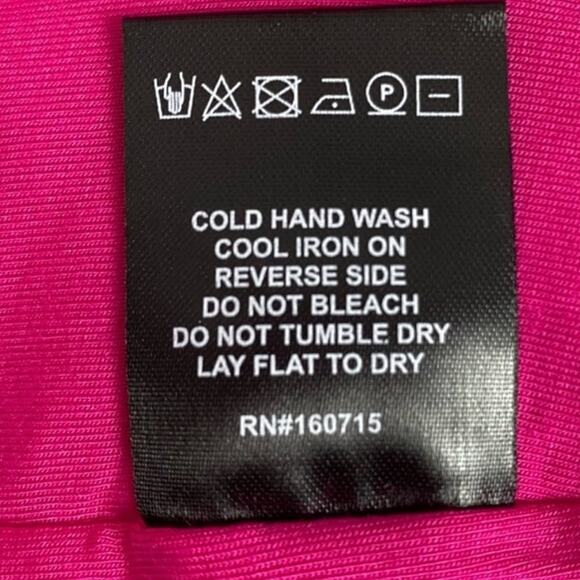 P
COLD HAND WASH
COOL IRON ON
REVERSE SIDE
DO NOT BLEACH
DO NOT TUMBLE DRY
LAY FLAT TO DRY
RN#160715